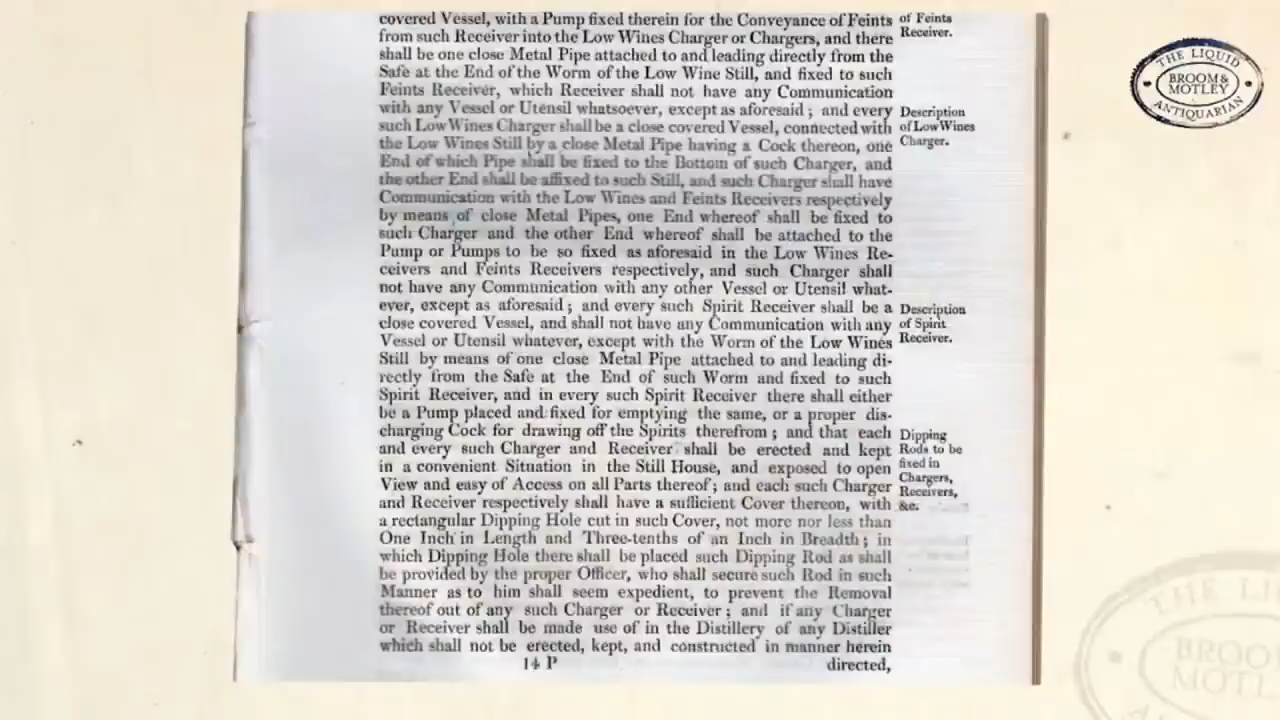 covered Vessel, with a Pump fixed therein for the Conveyance of Feints
from such Receiver into the Low Wines Charger or Chargers, and there
shall be one close Metal Pipe attached to and leading directly from the
Safe at the End of the Worm of the Low Wine Still, and fixed to such
Feints Receiver, which Receiver shall not have any Communication
with any Vessel or Utensil whatsoever, except as aforesaid ; and every
such Low Wines Charger shall be a close covered Vessel, connected with
the Low Wines Still by a close Metal Pipe having a Cock thereon, one
End of which Pipe shall be fixed to the Bottom of such Charger, and
the other End shall be affixed to such Still, and such Charger shall have
Communication with the Low Wines and Feints Receivers respectively
by means of close Metal Pipes, one End whereof shall be fixed to
such Charger and the other End whereof shall be attached to the
Pump or Pumps to be so fixed as aforesaid in the Low Wines Re-
ceivers and Feints Receivers respectively, and such Charger shall
not have any Communication with any other Vessel or Utensil what-
ever, except as aforesaid ; and every such Spirit Receiver shall be a
close covered Vessel, and shall not have any Communication with any
Vessel or Utensil whatever, except with the Worm of the Low Wines
Still by means of one close Metal Pipe attached to and leading di-
rectly from the Safe at the End of such Worm and fixed to such
Spirit Receiver, and in every such Spirit Receiver there shall either
be a Pump placed and fixed for emptying the same, or a proper dis-
charging Cock for drawing off the Spirits therefrom ; and that each
and every such Charger and Receiver shall be erected and kept
in a convenient Situation in the Still House, and exposed to open
View and easy of Access on all Parts thereof; and each such Charger
and Receiver respectively shall have a sufficient Cover thereon, with
a rectangular Dipping Hole cut in such Cover, not more nor less than
One Inch in Length and Three-tenths of an Inch in Breadth ; in
which Dipping Hole there shall be placed such Dipping Rod as shall
be provided by the proper Officer, who shall secure such Rod in such
Manner as to him shall seem expedient, to prevent the Removal
thereof out of any such Charger or Receiver ; and if any Charger
or Receiver shall be made use of in the Distillery of any Distiller
which shall not be erected, kept, and constructed in manner herein
14 P directed,
of Feints
Receiver.
Description
of Low Wines
Charger.
Description
of Spirit
Receiver.
Dipping
Rods to be
fixed in
Chargers,
Receivers,
&c.
THE LIQUID
BROOM &
MOTLEY
ANTIQUARIAN
THE LI
BROO
MOTL